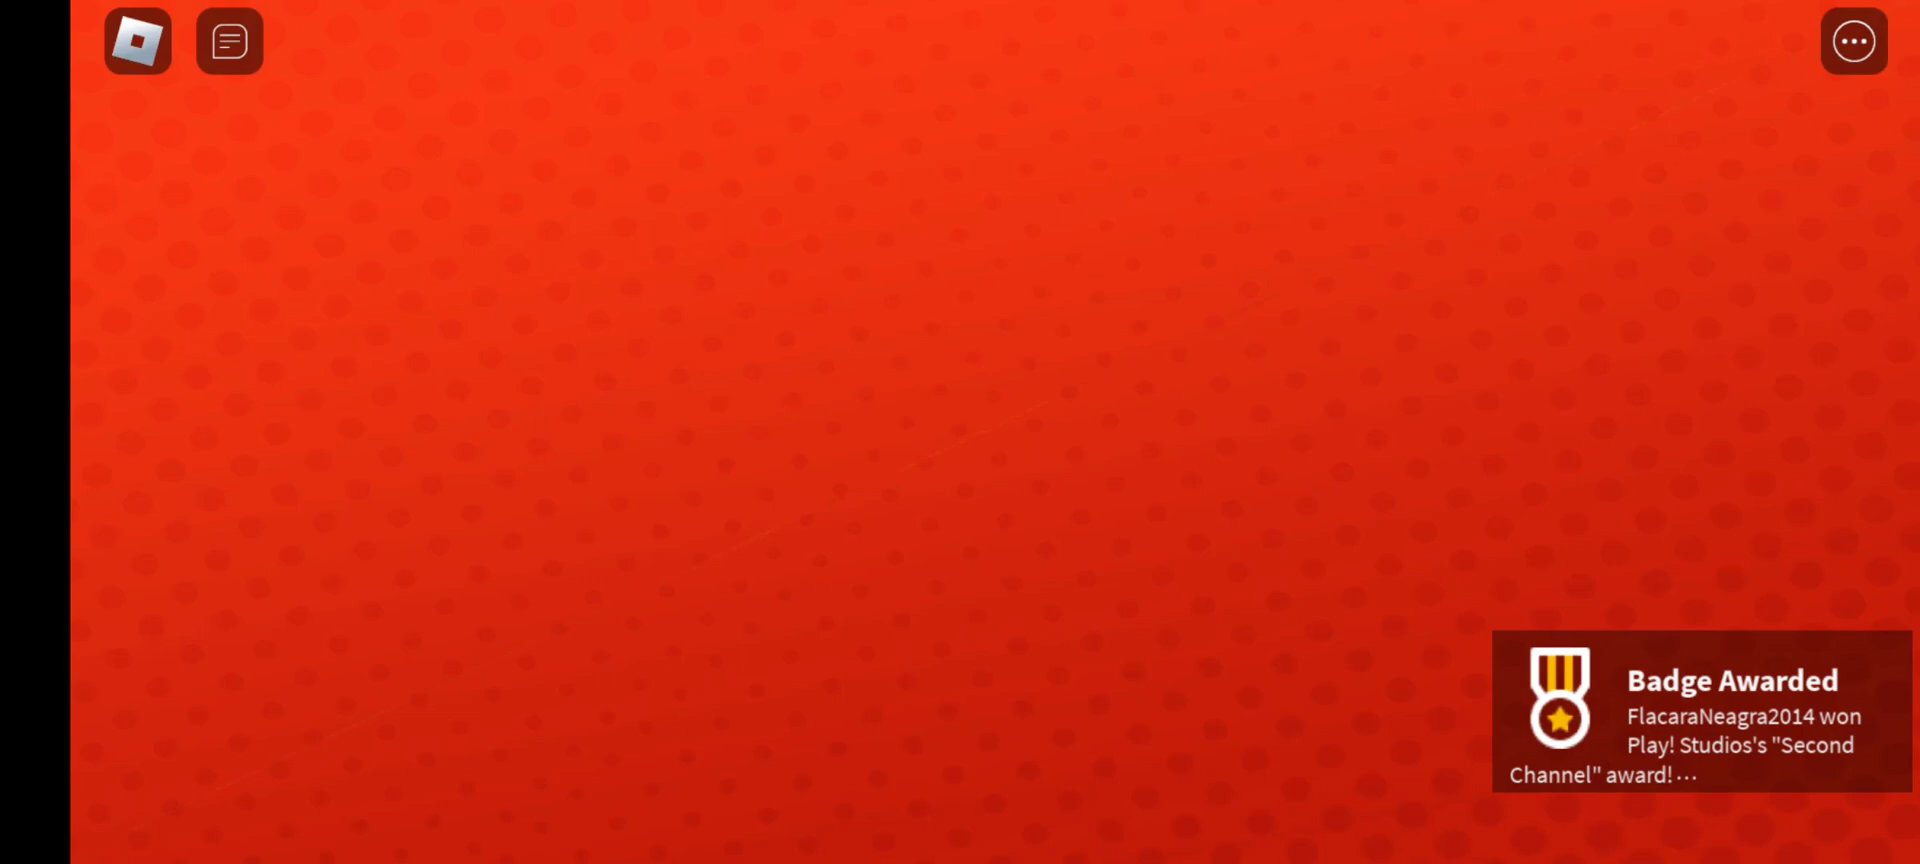 Badge Awarded
FlacaraNeagra2014 won
Play! Studios's "Second
Channel" award!···